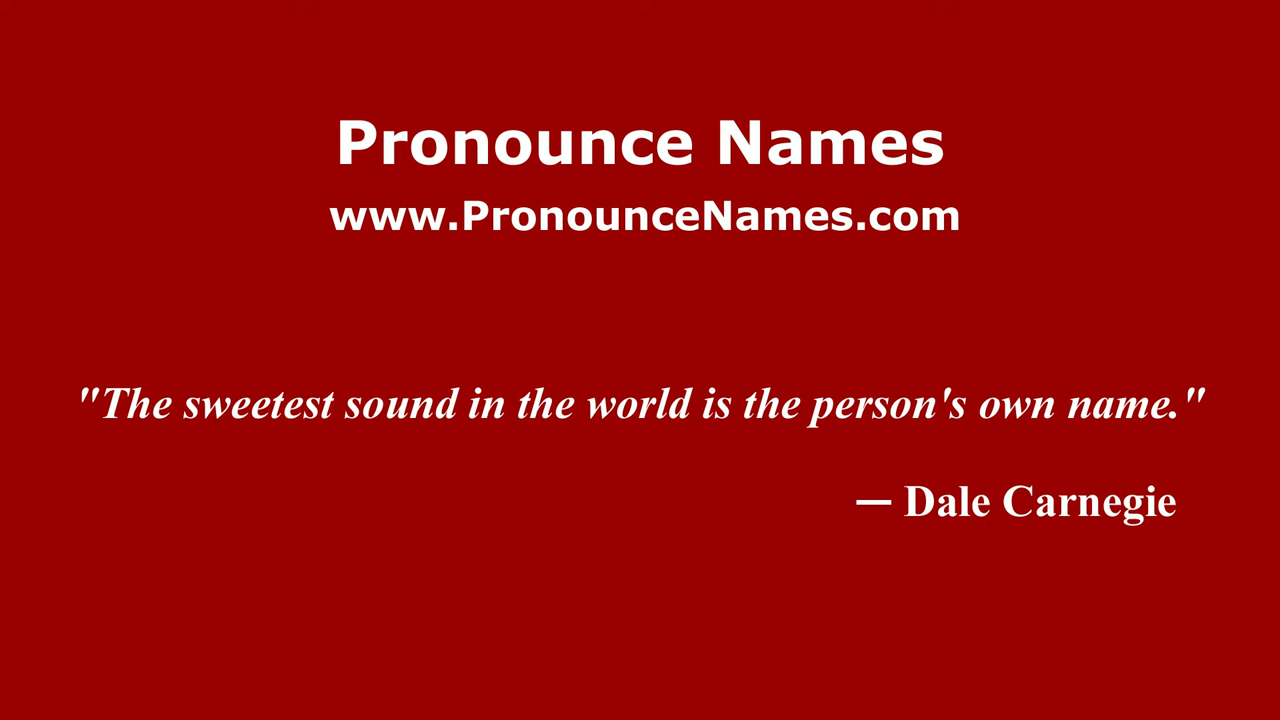 Pronounce Names
www.PronounceNames.com
"The sweetest sound in the world is the person's own name."
— Dale Carnegie